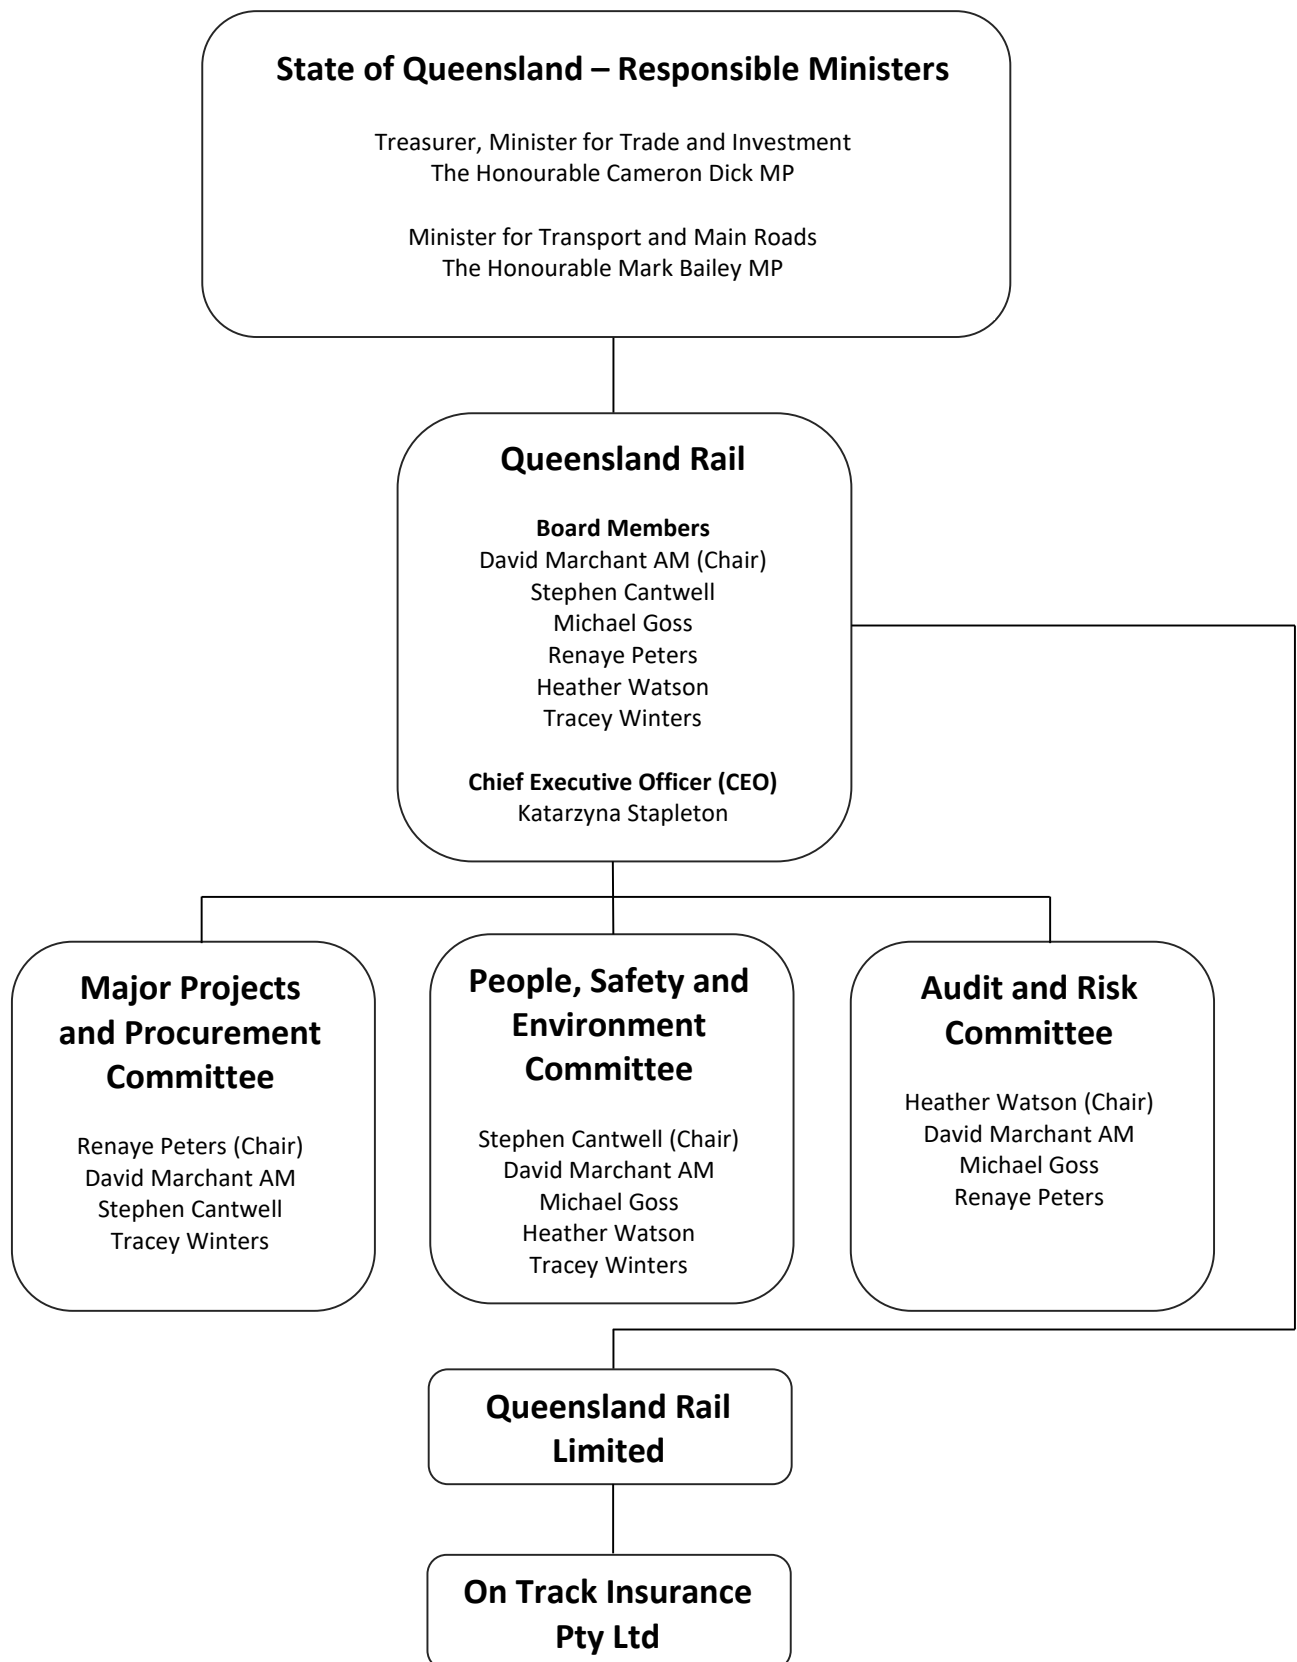 State of Queensland – Responsible Ministers
Treasurer, Minister for Trade and Investment
The Honourable Cameron Dick MP
Minister for Transport and Main Roads
The Honourable Mark Bailey MP
Queensland Rail
Board Members
David Marchant AM (Chair)
Stephen Cantwell
Michael Goss
Renaye Peters
Heather Watson
Tracey Winters
Chief Executive Officer (CEO)
Katarzyna Stapleton
Major Projects
and Procurement
Committee
Renaye Peters (Chair)
David Marchant AM
Stephen Cantwell
Tracey Winters
People, Safety and
Environment
Committee
Stephen Cantwell (Chair)
David Marchant AM
Michael Goss
Heather Watson
Tracey Winters
Audit and Risk
Committee
Heather Watson (Chair)
David Marchant AM
Michael Goss
Renaye Peters
Queensland Rail
Limited
On Track Insurance
Pty Ltd